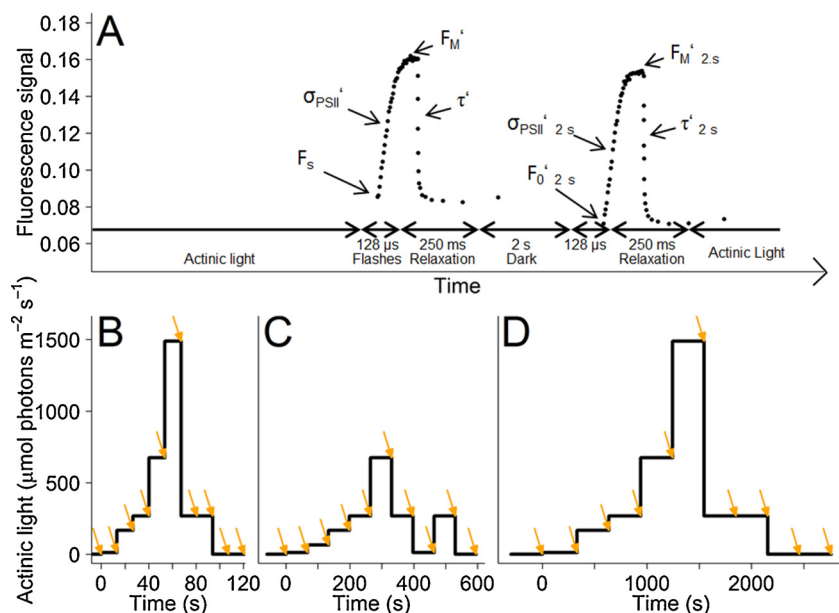 A
Fluorescence signal
0.18
0.16
0.14
0.12
0.10
0.08
0.06
F_M‘
σ_PSII‘
τ‘
F_s
F_M‘ 2 s
σ_PSII‘ 2 s
τ‘ 2 s
F_0‘ 2 s
Actinic light
128 µs
Flashes
250 ms
Relaxation
2 s
Dark
128 µs
250 ms
Relaxation
Actinic Light
Time
B
C
D
Actinic light (µmol photons m⁻² s⁻¹)
1500
1000
500
0
0 40 80 120
0 200 400 600
0 1000 2000
Time (s)
Time (s)
Time (s)